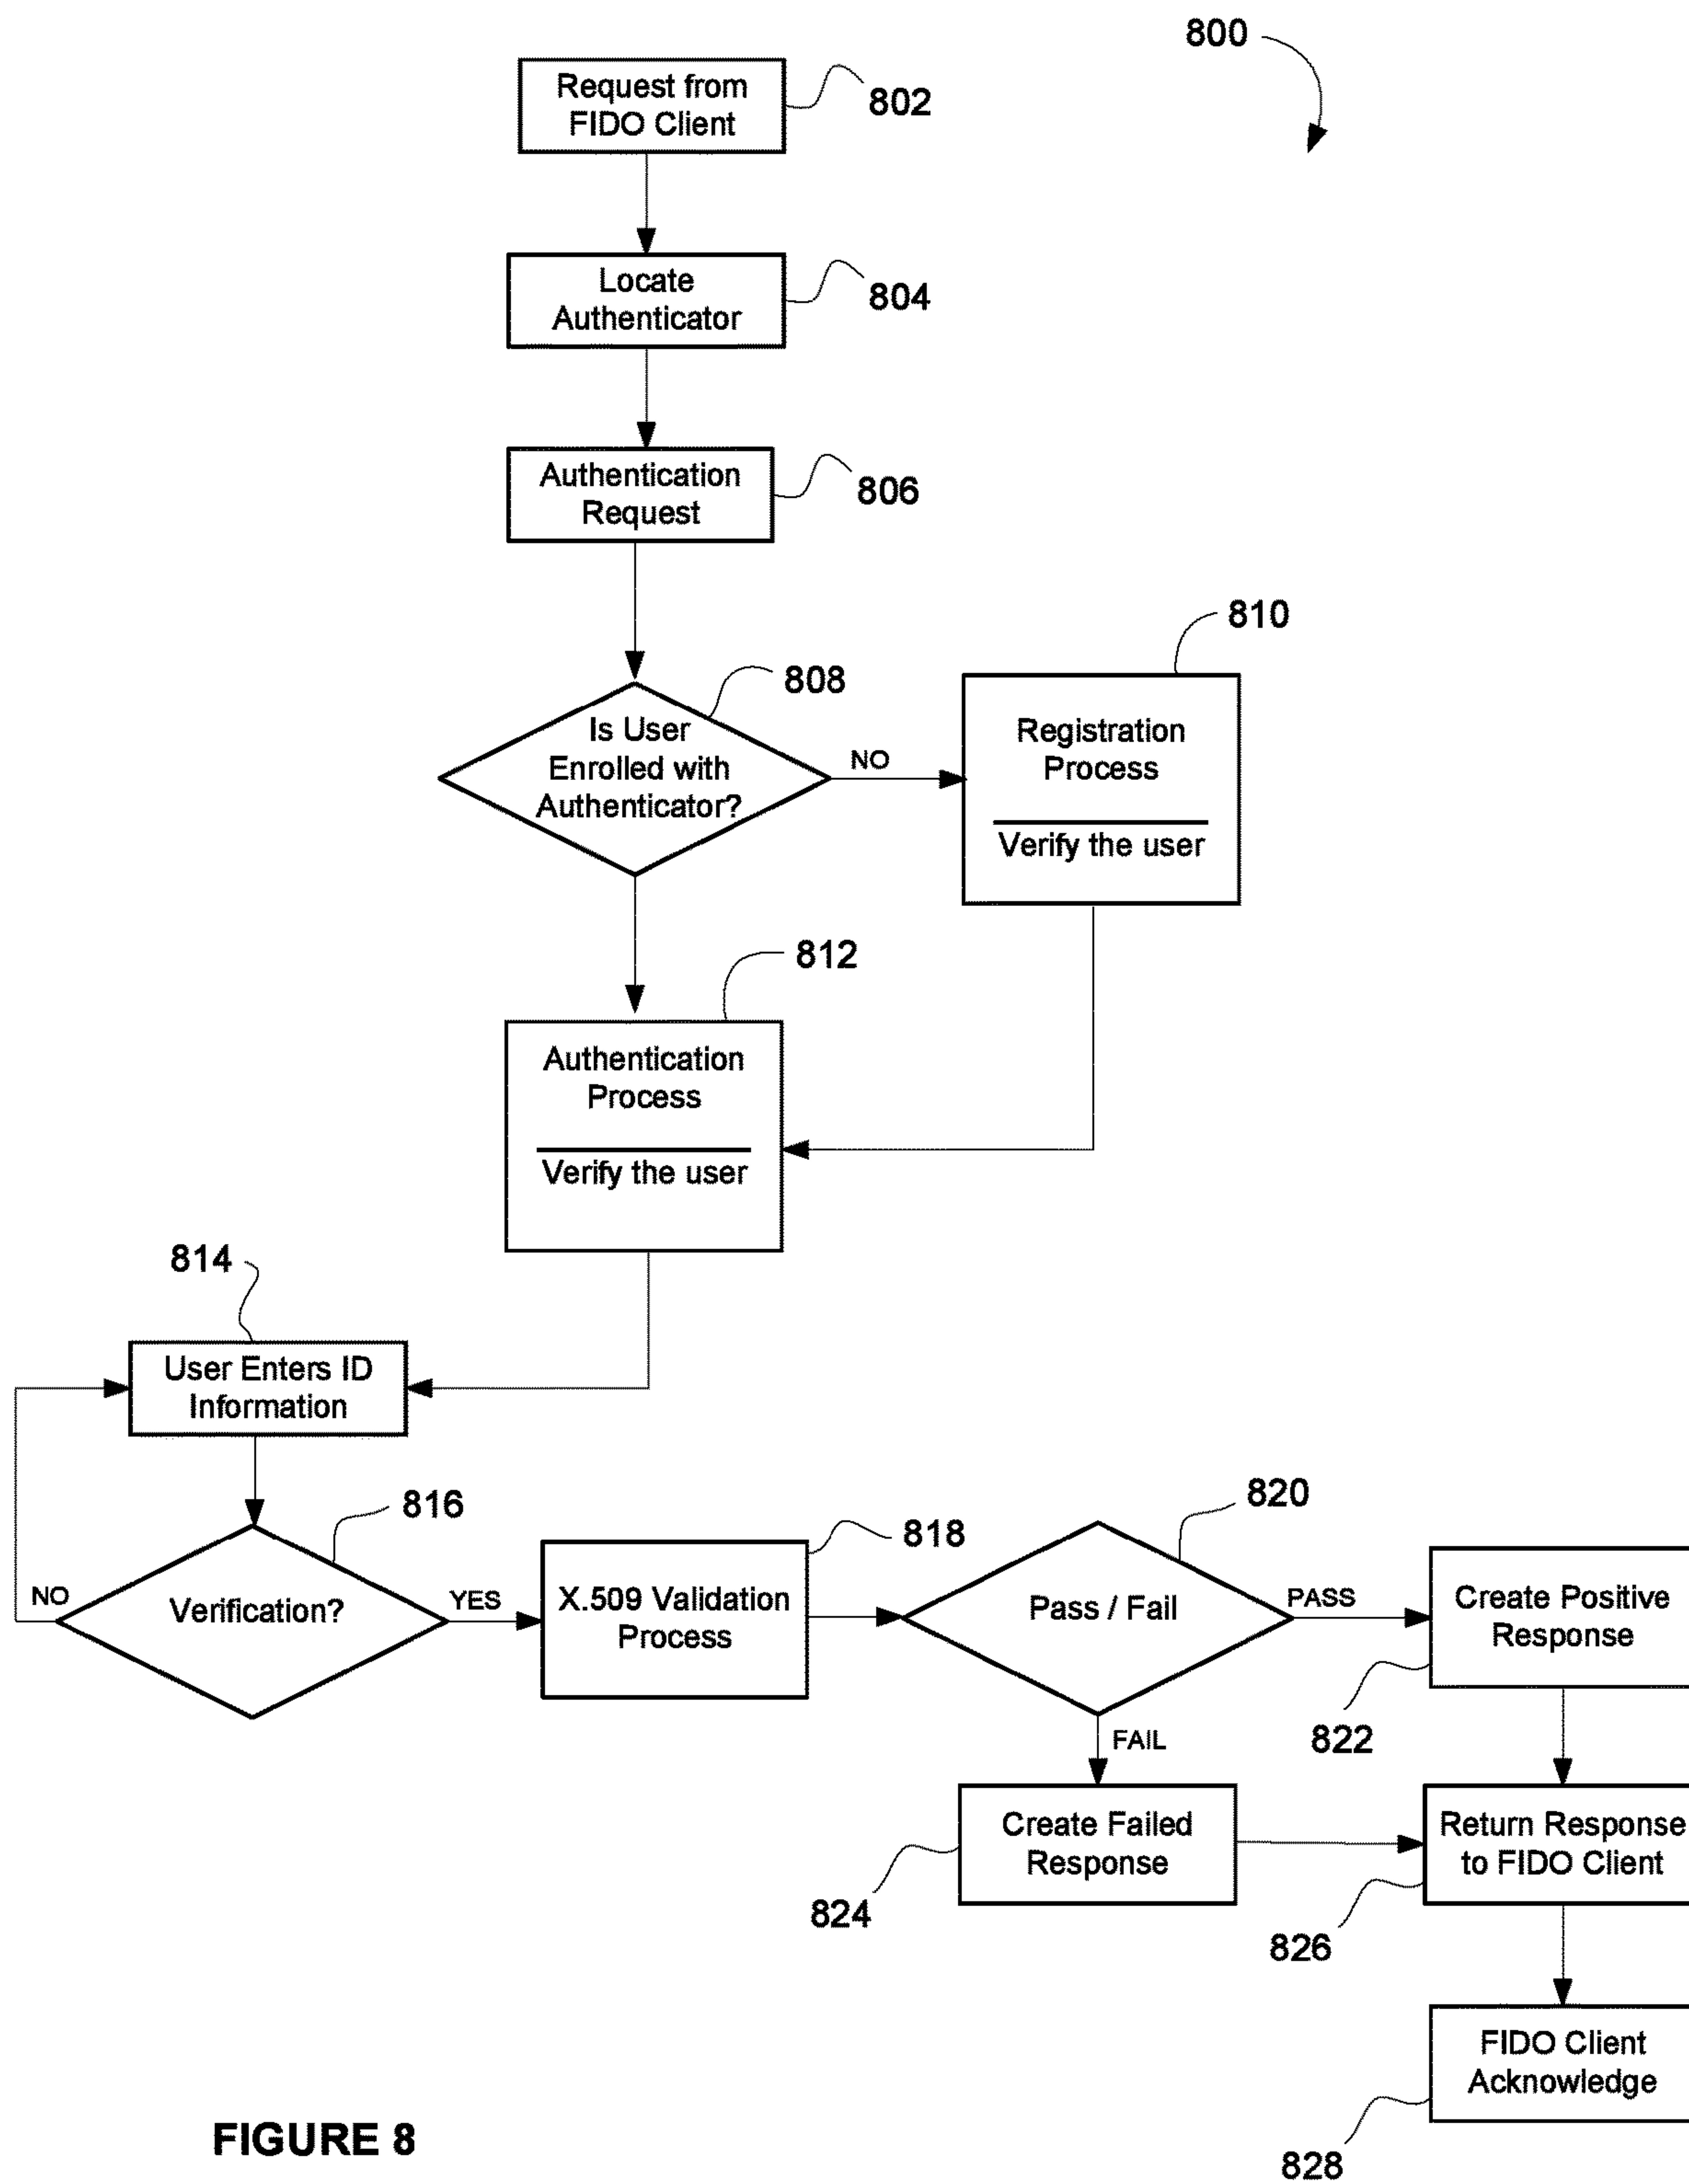 800
Request from
FIDO Client
802
Locate
Authenticator
804
Authentication
Request
806
808
Is User
Enrolled with
Authenticator?
NO
810
Registration
Process
Verify the user
812
Authentication
Process
Verify the user
814
User Enters ID
Information
816
Verification?
NO
YES
818
X.509 Validation
Process
820
Pass / Fail
PASS
FAIL
Create Positive
Response
822
Create Failed
Response
824
Return Response
to FIDO Client
826
FIDO Client
Acknowledge
828
FIGURE 8